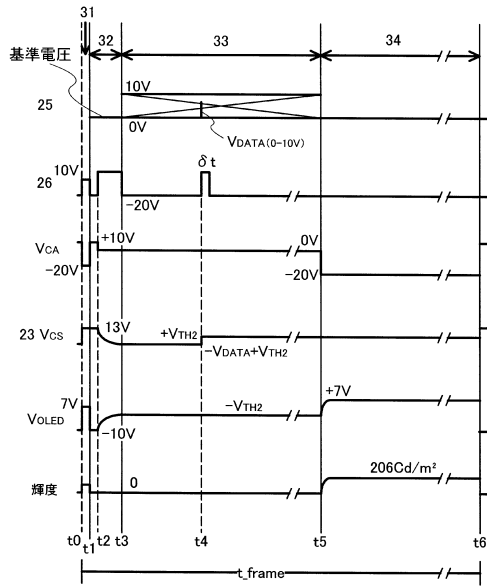 31
t0 t6
32 33 34
基準電圧
25
10V
0V
VDATA(0-10V)
δt
26
10V
-20V
VCA
+10V
-20V
0V
-20V
23 VCS
13V
+VTH2
-VDATA+VTH2
7V
VOLED
-10V
-VTH2
+7V
輝度
0
206Cd/m²
t0 t1 t2 t3 t4 t5 t6
t_frame